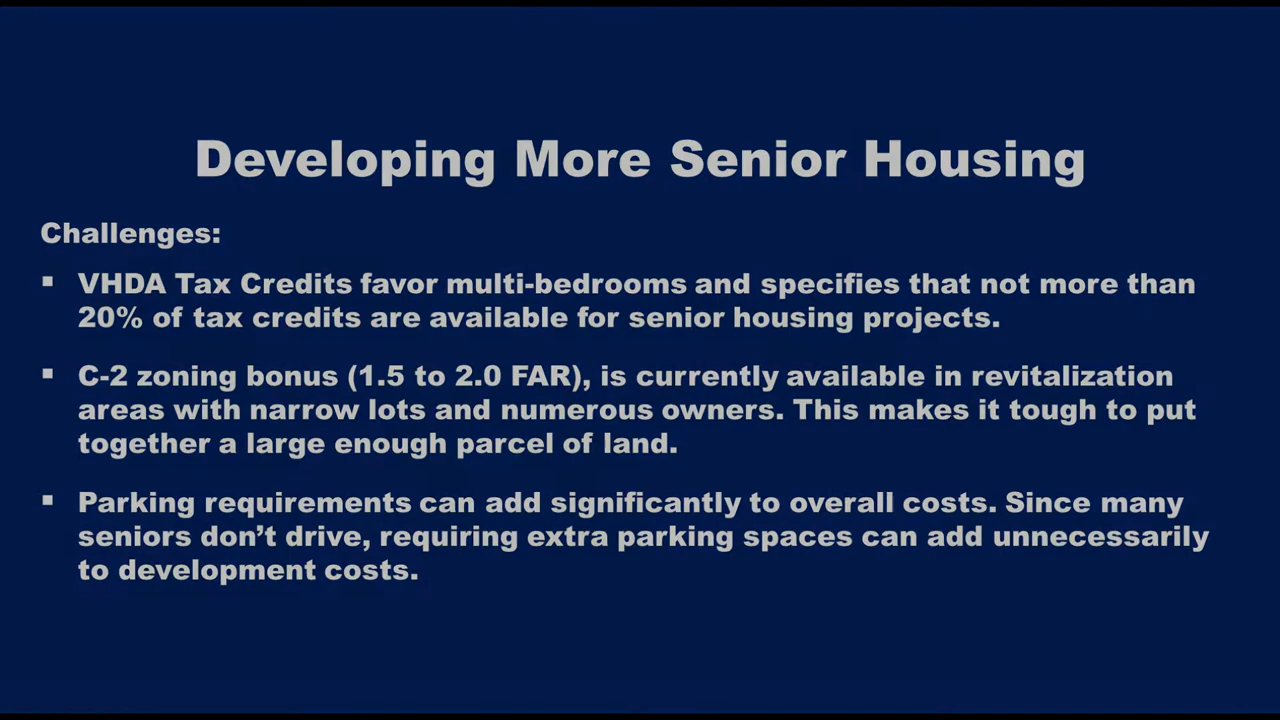 Developing More Senior Housing
Challenges:
▪ VHDA Tax Credits favor multi-bedrooms and specifies that not more than
20% of tax credits are available for senior housing projects.
▪ C-2 zoning bonus (1.5 to 2.0 FAR), is currently available in revitalization
areas with narrow lots and numerous owners. This makes it tough to put
together a large enough parcel of land.
▪ Parking requirements can add significantly to overall costs. Since many
seniors don’t drive, requiring extra parking spaces can add unnecessarily
to development costs.